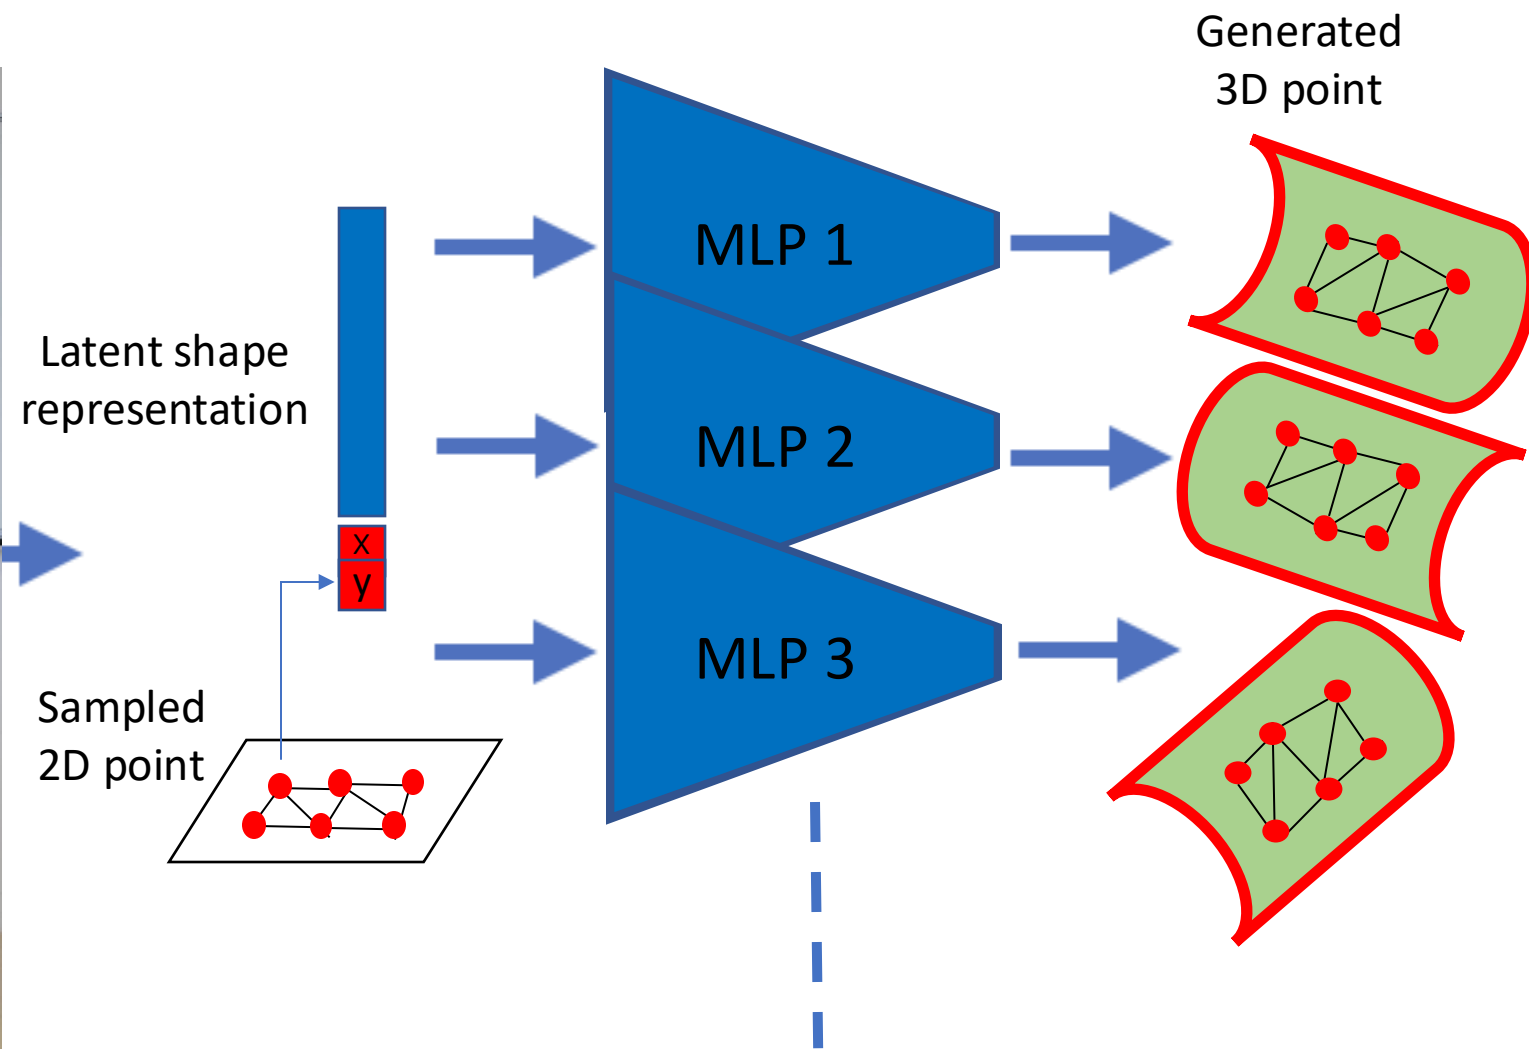 Generated
3D point
MLP 1
Latent shape
representation
MLP 2
x
y
MLP 3
Sampled
2D point